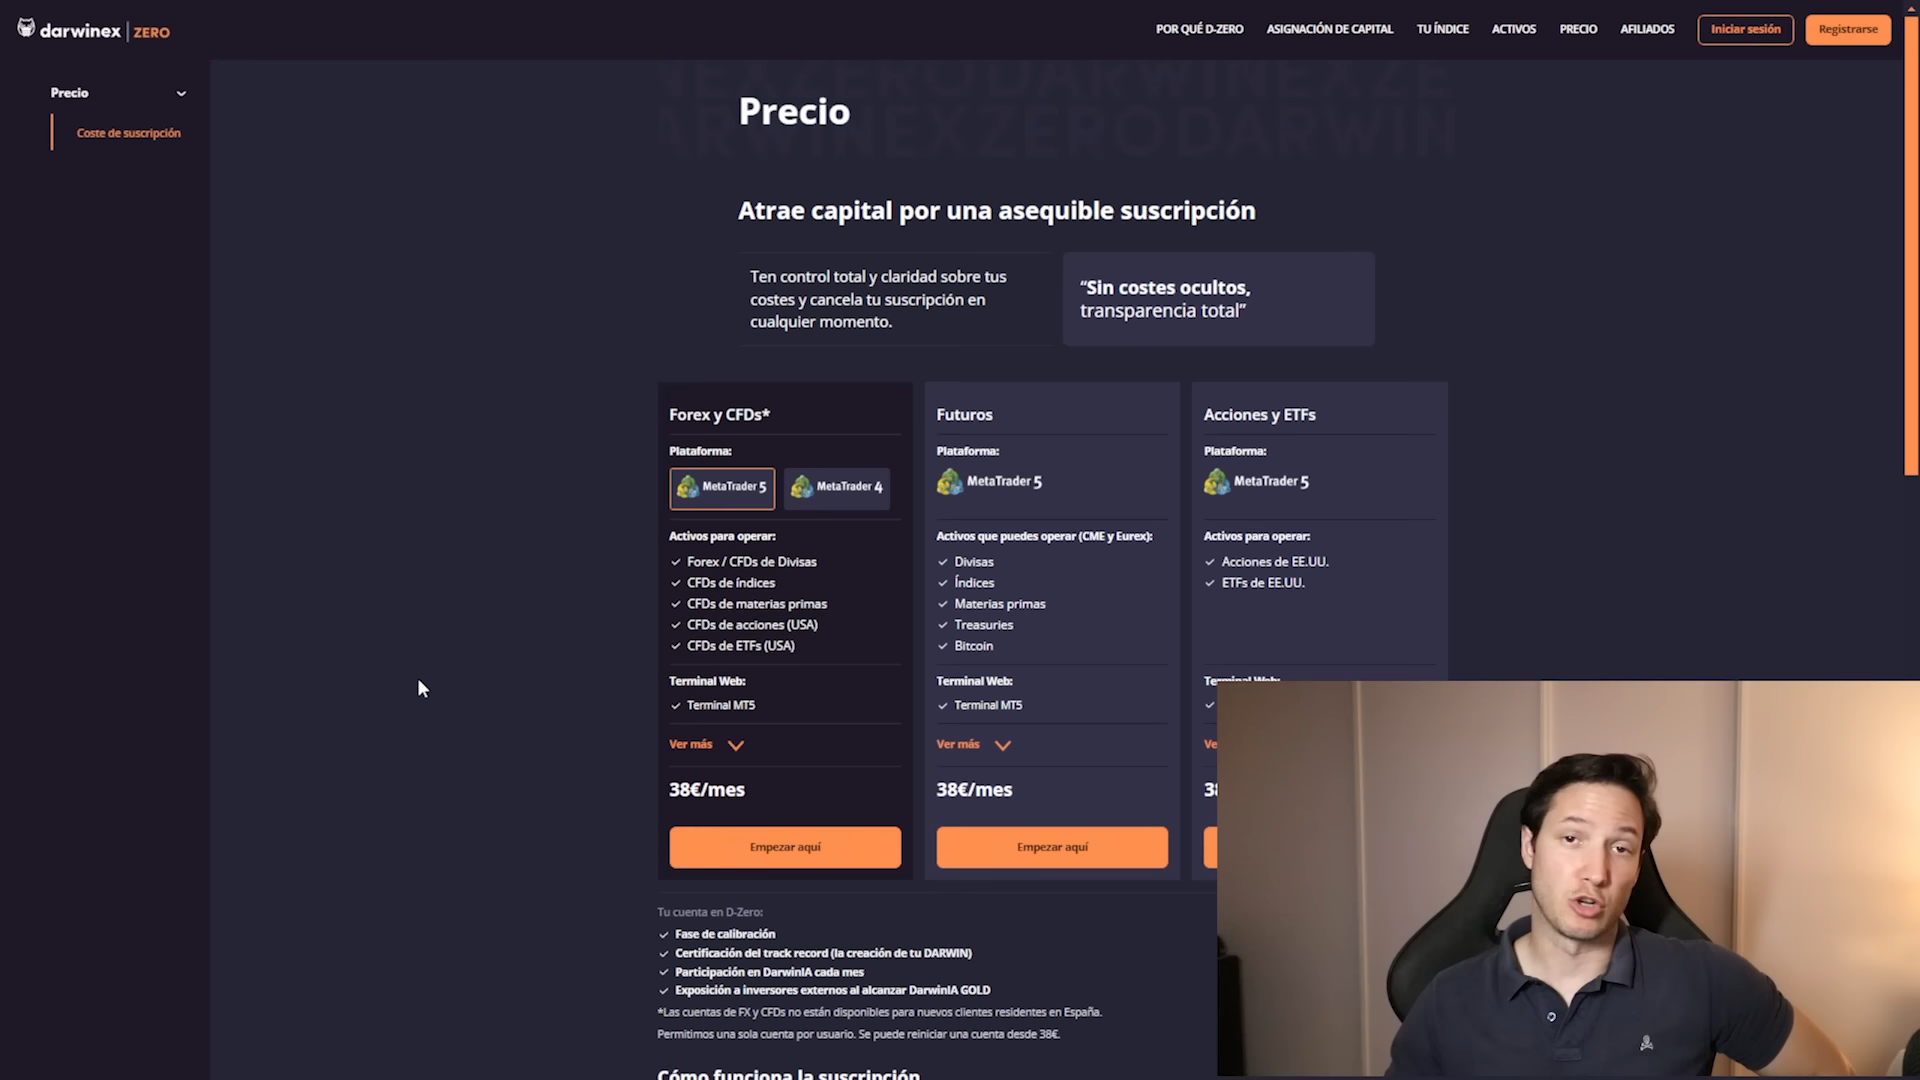 darwinex | ZERO
POR QUÉ D-ZERO
ASIGNACIÓN DE CAPITAL
TU ÍNDICE
ACTIVOS
PRECIO
AFILIADOS
Iniciar sesión
Registrarse
Precio
Coste de suscripción
Precio
Atrae capital por una asequible suscripción
Ten control total y claridad sobre tus
costes y cancela tu suscripción en
cualquier momento.
“Sin costes ocultos,
transparencia total”
Forex y CFDs*
Plataforma:
MetaTrader 5
MetaTrader 4
Activos para operar:
Forex / CFDs de Divisas
CFDs de índices
CFDs de materias primas
CFDs de acciones (USA)
CFDs de ETFs (USA)
Terminal Web:
Terminal MT5
Ver más
38€/mes
Empezar aquí
Futuros
Plataforma:
MetaTrader 5
Activos que puedes operar (CME y Eurex):
Divisas
Índices
Materias primas
Treasuries
Bitcoin
Terminal Web:
Terminal MT5
Ver más
38€/mes
Empezar aquí
Acciones y ETFs
Plataforma:
MetaTrader 5
Activos para operar:
Acciones de EE.UU.
ETFs de EE.UU.
Terminal Web:
Tu cuenta en D-Zero:
Fase de calibración
Certificación del track record (la creación de tu DARWIN)
Participación en DarwinIA cada mes
Exposición a inversores externos al alcanzar DarwinIA GOLD
*Las cuentas de FX y CFDs no están disponibles para nuevos clientes residentes en España.
Permitimos una sola cuenta por usuario. Se puede reiniciar una cuenta desde 38€.
Cómo funciona la suscripción